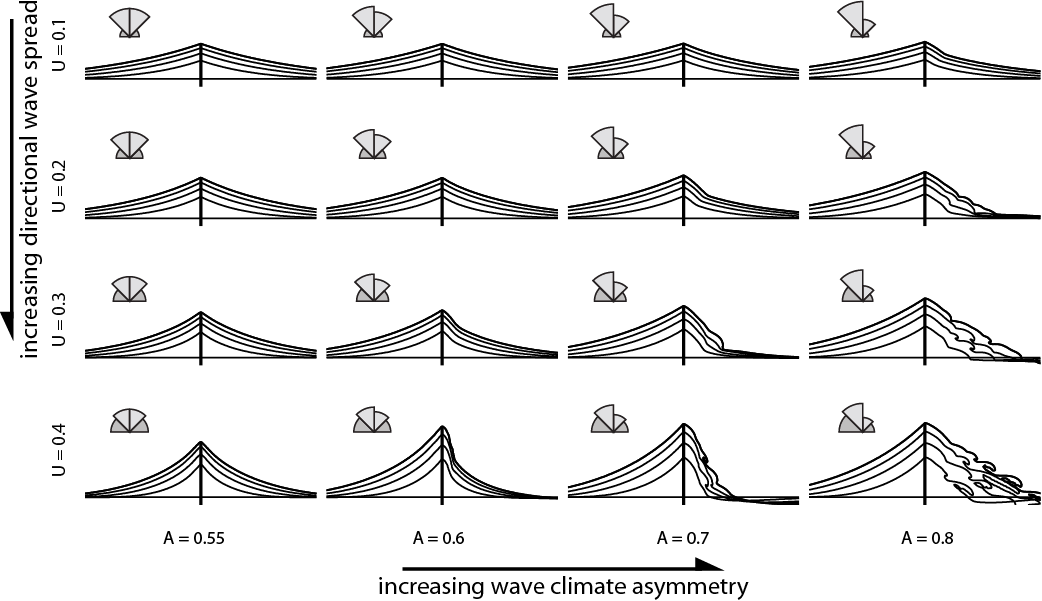 increasing directional wave spread
U = 0.1
U = 0.2
U = 0.3
U = 0.4
A = 0.55
A = 0.6
A = 0.7
A = 0.8
increasing wave climate asymmetry